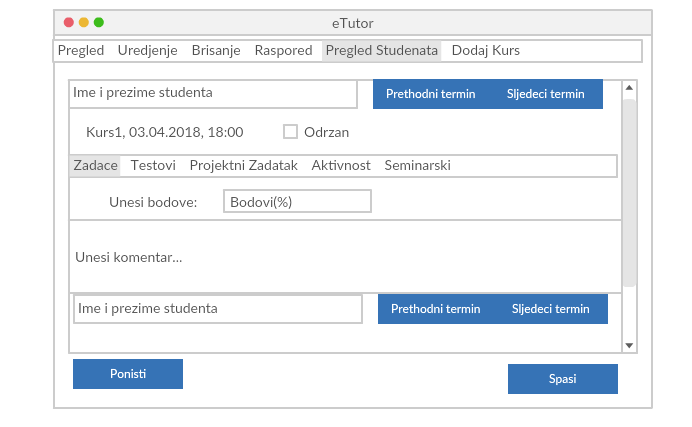 eTutor
Pregled Uredjenje Brisanje Raspored Pregled Studenata Dodaj Kurs
Ime i prezime studenta Prethodni termin Sljedeci termin
Kurs1, 03.04.2018, 18:00 Odrzan
Zadace Testovi Projektni Zadatak Aktivnost Seminarski
Unesi bodove: Bodovi(%)
Unesi komentar...
Ime i prezime studenta Prethodni termin Sljedeci termin
Ponisti Spasi